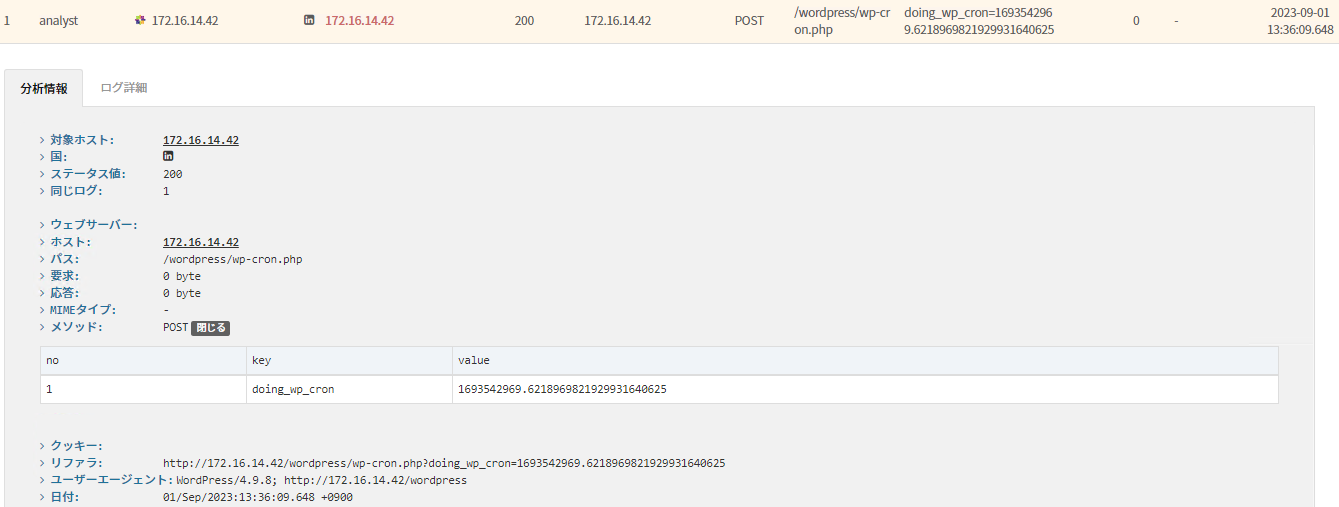 1 analyst 172.16.14.42 in 172.16.14.42 200 172.16.14.42 POST /wordpress/wp-cr doing_wp_cron=169354296 0 - 2023-09-01
on.php 9.6218969821929931640625 13:36:09.648
分析情報 ログ詳細
> 対象ホスト: 172.16.14.42
> 国: in
> ステータス値: 200
> 同じログ: 1
> ウェブサーバー:
> ホスト: 172.16.14.42
> パス: /wordpress/wp-cron.php
> 要求: 0 byte
> 応答: 0 byte
> MIMEタイプ: -
> メソッド: POST 閉じる
no key value
1 doing_wp_cron 1693542969.6218969821929931640625
> クッキー:
> リファラ: http://172.16.14.42/wordpress/wp-cron.php?doing_wp_cron=1693542969.6218969821929931640625
> ユーザーエージェント: WordPress/4.9.8; http://172.16.14.42/wordpress
> 日付: 01/Sep/2023:13:36:09.648 +0900